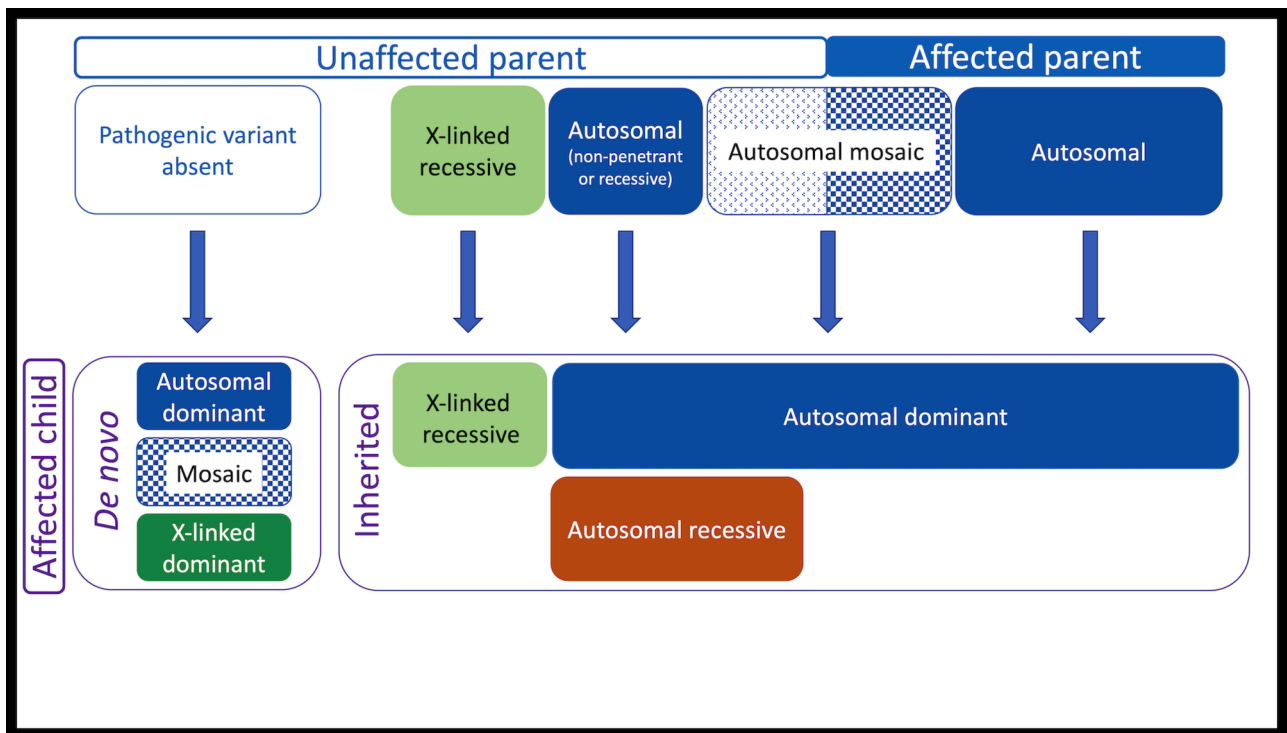 Unaffected parent
Affected parent
Pathogenic variant
absent
X-linked
recessive
Autosomal
(non-penetrant
or recessive)
Autosomal mosaic
Autosomal
Affected child
De novo
Autosomal
dominant
Mosaic
X-linked
dominant
Inherited
X-linked
recessive
Autosomal dominant
Autosomal recessive